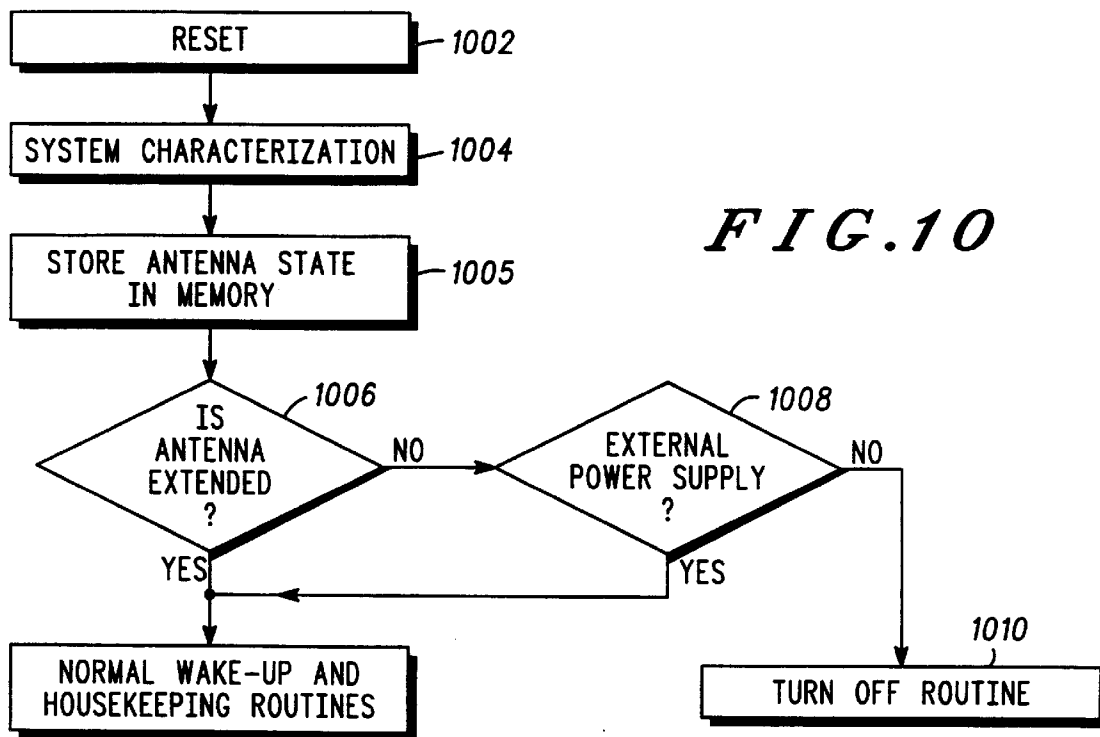 RESET
1002
SYSTEM CHARACTERIZATION
1004
FIG.10
STORE ANTENNA STATE
IN MEMORY
1005
1006
IS
ANTENNA
EXTENDED
?
NO
YES
1008
EXTERNAL
POWER SUPPLY
?
NO
YES
NORMAL WAKE-UP AND
HOUSEKEEPING ROUTINES
1010
TURN OFF ROUTINE